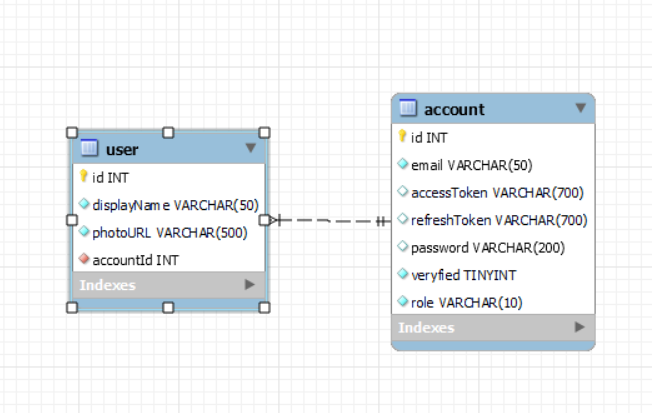 user
id INT
displayName VARCHAR(50)
photoURL VARCHAR(500)
accountId INT
Indexes
account
id INT
email VARCHAR(50)
accessToken VARCHAR(700)
refreshToken VARCHAR(700)
password VARCHAR(200)
veryfied TINYINT
role VARCHAR(10)
Indexes